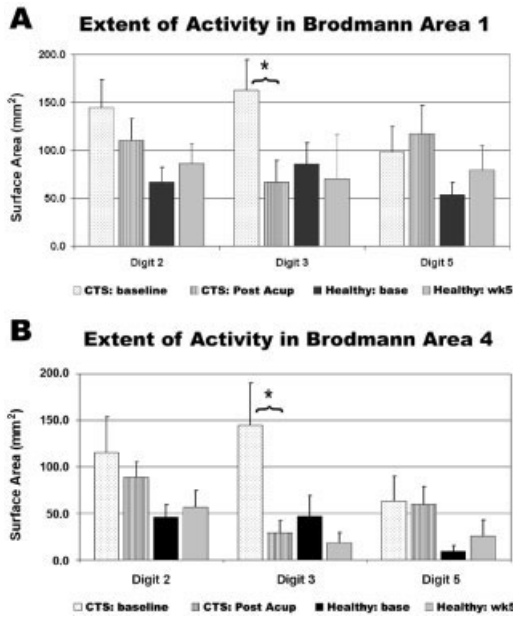 A Extent of Activity in Brodmann Area 1
Surface Area (mm²)
200.0
150.0
100.0
50.0
0.0
*
Digit 2 Digit 3 Digit 5
CTS: baseline CTS: Post Acup Healthy: base Healthy: wk5
B Extent of Activity in Brodmann Area 4
Surface Area (mm²)
200.0
150.0
100.0
50.0
0.0
*
Digit 2 Digit 3 Digit 5
CTS: baseline CTS: Post Acup Healthy: base Healthy: wk5